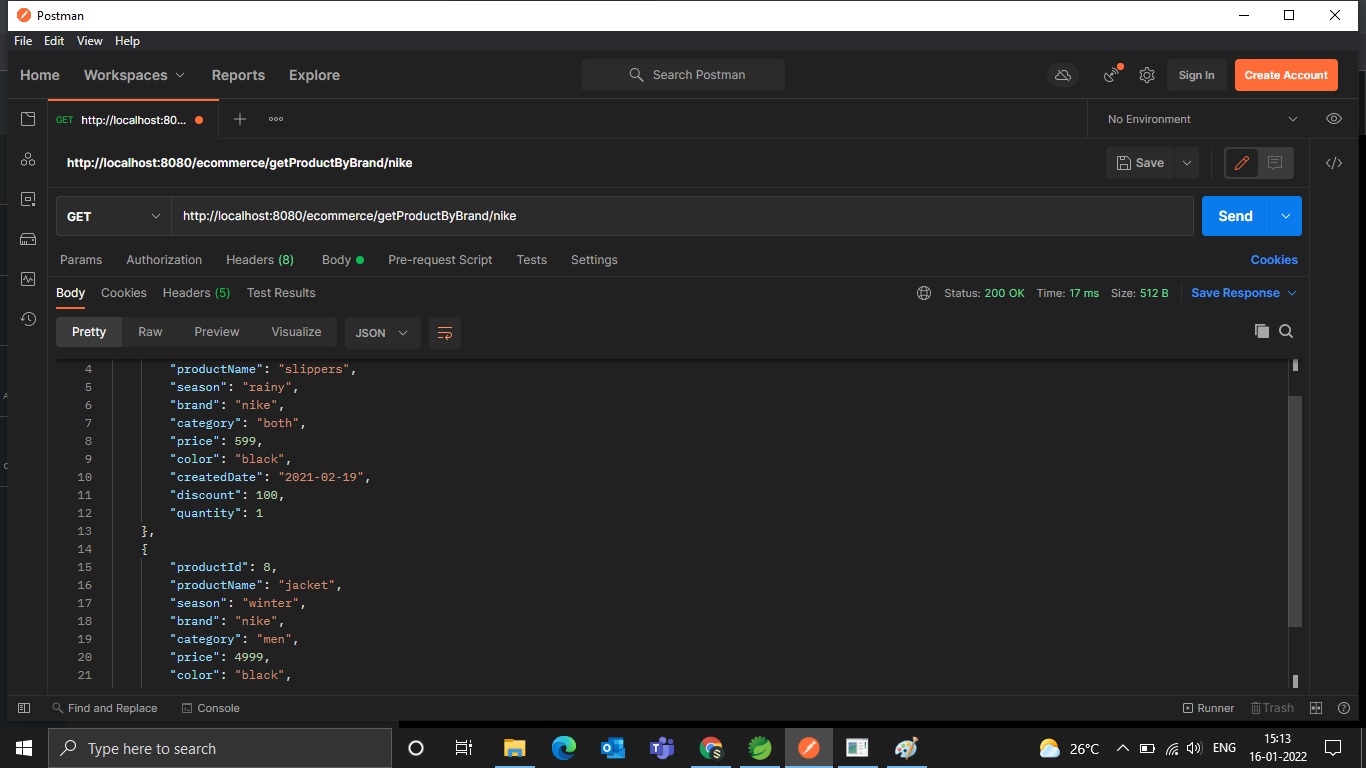 Postman
File Edit View Help
Home Workspaces Reports Explore Search Postman Sign In Create Account
GET http://localhost:80... No Environment
http://localhost:8080/ecommerce/getProductByBrand/nike Save
GET http://localhost:8080/ecommerce/getProductByBrand/nike Send
Params Authorization Headers (8) Body Pre-request Script Tests Settings Cookies
Body Cookies Headers (5) Test Results Status: 200 OK Time: 17 ms Size: 512 B Save Response
Pretty Raw Preview Visualize JSON
4 "productName": "slippers",
5 "season": "rainy",
6 "brand": "nike",
7 "category": "both",
8 "price": 599,
9 "color": "black",
10 "createdDate": "2021-02-19",
11 "discount": 100,
12 "quantity": 1
13 },
14 {
15 "productId": 8,
16 "productName": "jacket",
17 "season": "winter",
18 "brand": "nike",
19 "category": "men",
20 "price": 4999,
21 "color": "black",
Find and Replace Console Runner Trash
Type here to search 26°C ENG 15:13
16-01-2022